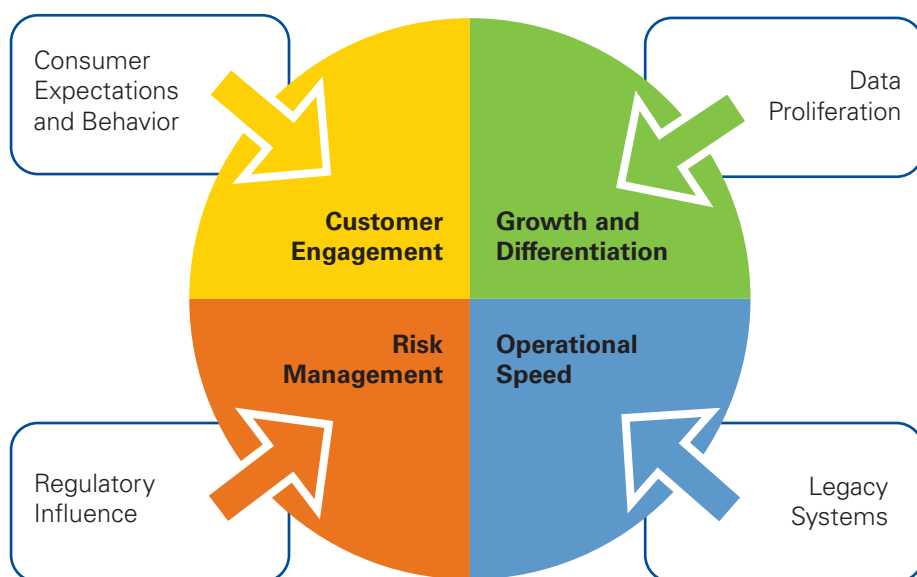 Consumer
Expectations
and Behavior
Data
Proliferation
Customer
Engagement
Growth and
Differentiation
Risk
Management
Operational
Speed
Regulatory
Influence
Legacy
Systems